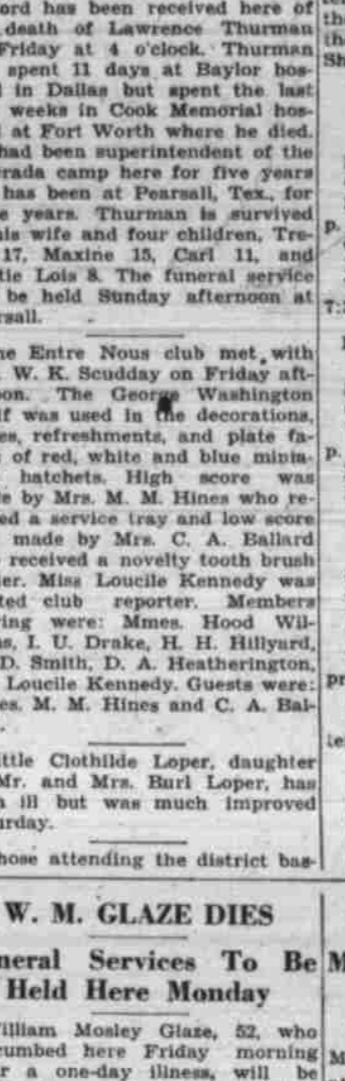 ord has been received here of
death of Lawrence Thurman
Friday at 4 o'clock. Thurman
spent 11 days at Baylor hos-
in Dallas but spent the last
weeks in Cook Memorial hos-
at Fort Worth where he died.
had been superintendent of the
rada camp here for five years
has been at Pearsall, Tex., for
e years. Thurman is survived
his wife and four children, Tre-
17, Maxine 15, Carl 11, and
tie Lois 8. The funeral service
be held Sunday afternoon at
rsall.
he Entre Nous club met with
W. K. Scudday on Friday aft-
oon. The George Washington
if was used in the decorations,
es, refreshments, and plate fa-
of red, white and blue minia-
hatchets. High score was
e by Mrs. M. M. Hines who re-
ed a service tray and low score
made by Mrs. C. A. Ballard
received a novelty tooth brush
er. Miss Loucile Kennedy was
ted club reporter. Members
ring were: Mmes. Hood Wil-
s, I. U. Drake, H. H. Hillyard,
D. Smith, D. A. Heatherington,
Loucile Kennedy. Guests were:
es. M. M. Hines and C. A. Bal-
ittle Clothilde Loper, daughter
Mr. and Mrs. Burl Loper, has
n ill but was much improved
urday.
hose attending the district bas-
W. M. GLAZE DIES
neral Services To Be
Held Here Monday
illiam Mosley Glaze, 52, who
cumbed here Friday morning
r a one-day illness, will be
the
Sh
p.
7:
p.
pr
M
M